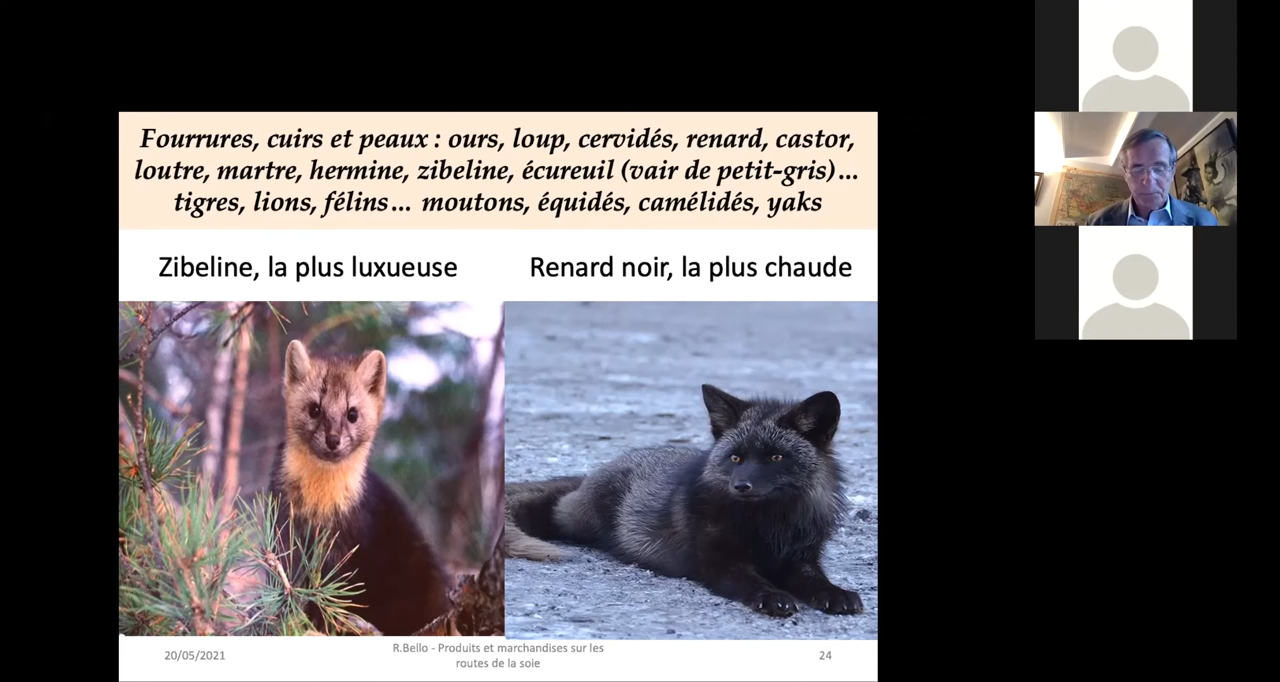 Fourrures, cuirs et peaux : ours, loup, cervidés, renard, castor,
loutre, martre, hermine, zibeline, écureuil (vair de petit-gris)...
tigres, lions, félins... moutons, équidés, camélidés, yaks
Zibeline, la plus luxueuse
Renard noir, la plus chaude
20/05/2021
R.Bello - Produits et marchandises sur les
routes de la soie
24